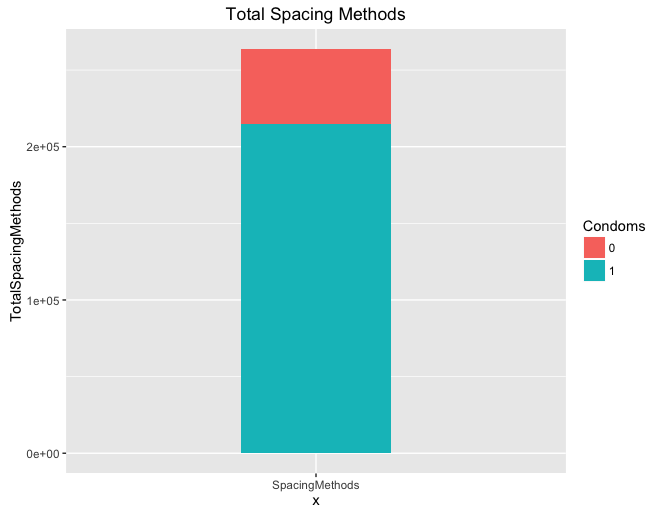 Total Spacing Methods
TotalSpacingMethods
2e+05
1e+05
0e+00
SpacingMethods
x
Condoms
0
1